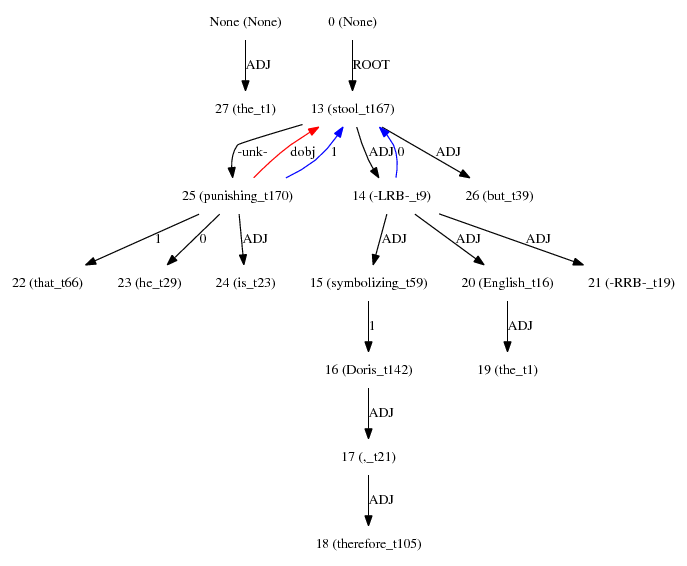 None (None) 0 (None)
ADJ ROOT
27 (the_t1) 13 (stool_t167)
-unk- dobj 1 ADJ 0 ADJ
25 (punishing_t170) 14 (-LRB-_t9) 26 (but_t39)
1 0 ADJ ADJ ADJ ADJ
22 (that_t66) 23 (he_t29) 24 (is_t23) 15 (symbolizing_t59) 20 (English_t16) 21 (-RRB-_t19)
1 ADJ
16 (Doris_t142) 19 (the_t1)
ADJ
17 (,_t21)
ADJ
18 (therefore_t105)